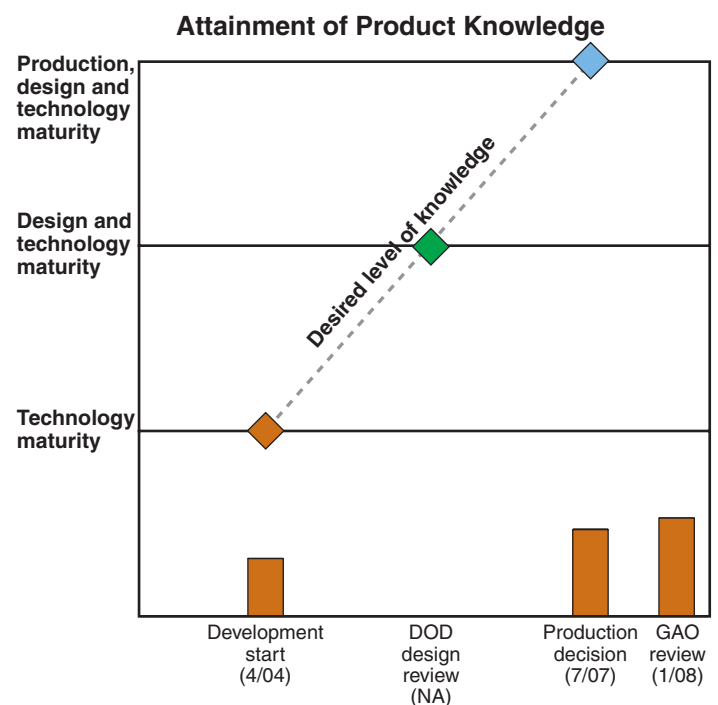 Attainment of Product Knowledge
Production,
design and
technology
maturity
Design and
technology
maturity
Technology
maturity
Desired level of knowledge
Development
start
(4/04)
DOD
design
review
(NA)
Production
decision
(7/07)
GAO
review
(1/08)